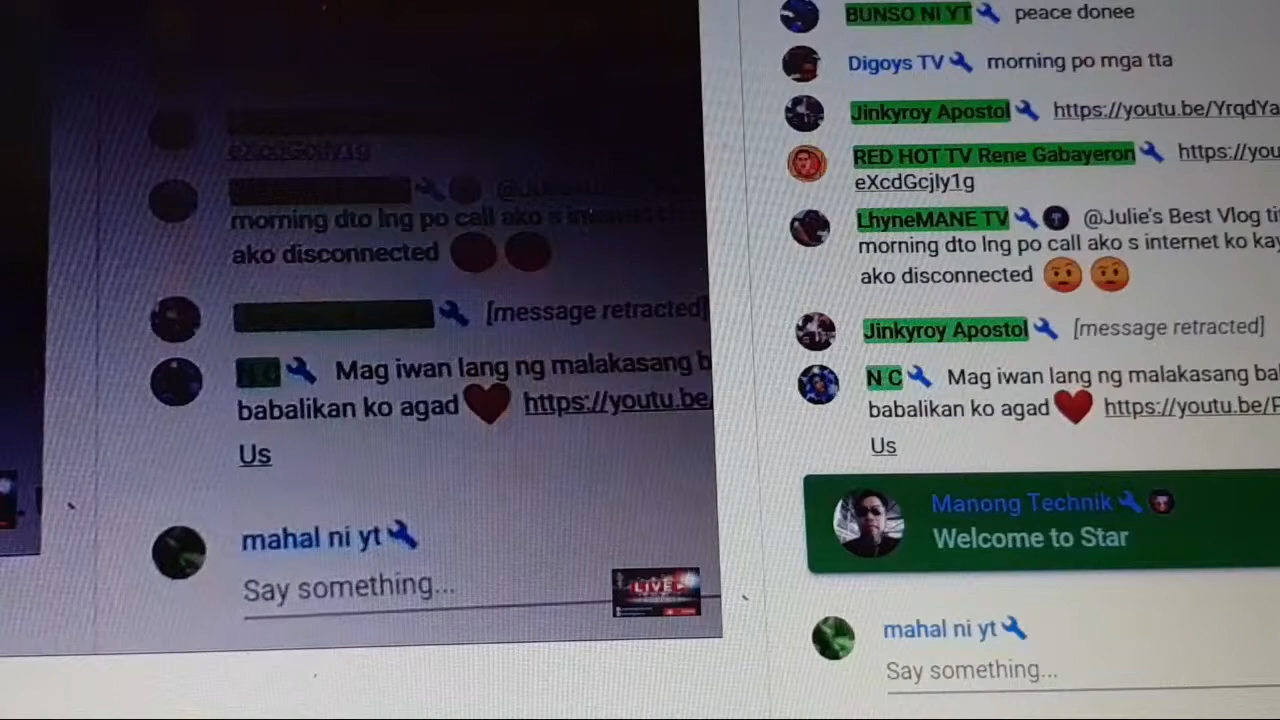 eXcdGcjly1g
morning dto lng po call ako s
ako disconnected
[message retracted]
N C Mag iwan lang ng malakasang b
babalikan ko agad https://youtu.be/
Us
mahal ni yt
Say something...
LIVE
BUNSO NI YT peace donee
Digoys TV morning po mga tta
Jinkyroy Apostol https://youtu.be/YrqdYa
RED HOT TV Rene Gabayeron https://you
eXcdGcjly1g
LhyneMANE TV @Julie's Best Vlog ti
morning dto lng po call ako s internet ko kay
ako disconnected
Jinkyroy Apostol [message retracted]
N C Mag iwan lang ng malakasang bal
babalikan ko agad https://youtu.be/F
Us
Manong Technik
Welcome to Star
mahal ni yt
Say something...